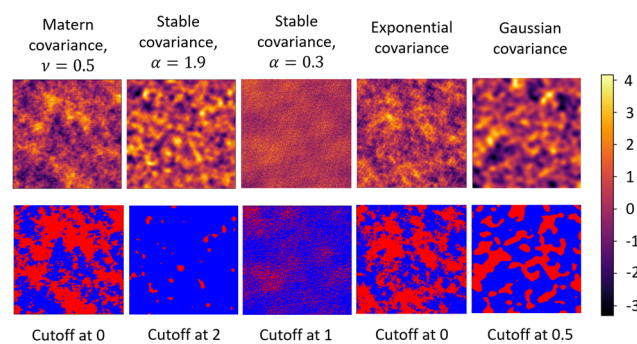 Matern
covariance,
ν = 0.5
Stable
covariance,
α = 1.9
Stable
covariance,
α = 0.3
Exponential
covariance
Gaussian
covariance
4
3
2
1
0
-1
-2
-3
Cutoff at 0
Cutoff at 2
Cutoff at 1
Cutoff at 0
Cutoff at 0.5